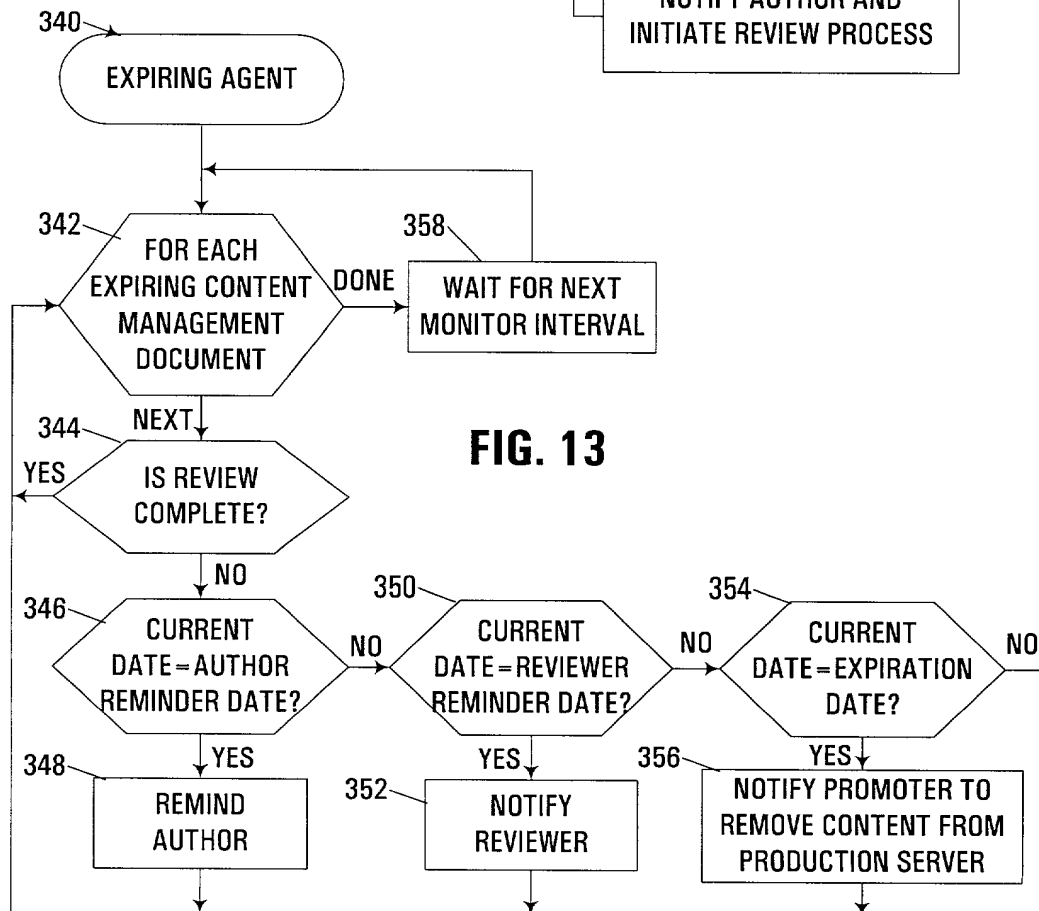 NOTIFY AUTHOR AND
INITIATE REVIEW PROCESS
340
EXPIRING AGENT
342
FOR EACH
EXPIRING CONTENT
MANAGEMENT
DOCUMENT
DONE
358
WAIT FOR NEXT
MONITOR INTERVAL
NEXT
FIG. 13
344
YES
IS REVIEW
COMPLETE?
NO
346
CURRENT
DATE=AUTHOR
REMINDER DATE?
NO
350
CURRENT
DATE=REVIEWER
REMINDER DATE?
NO
354
CURRENT
DATE=EXPIRATION
DATE?
NO
YES
348
REMIND
AUTHOR
YES
352
NOTIFY
REVIEWER
YES
356
NOTIFY PROMOTER TO
REMOVE CONTENT FROM
PRODUCTION SERVER